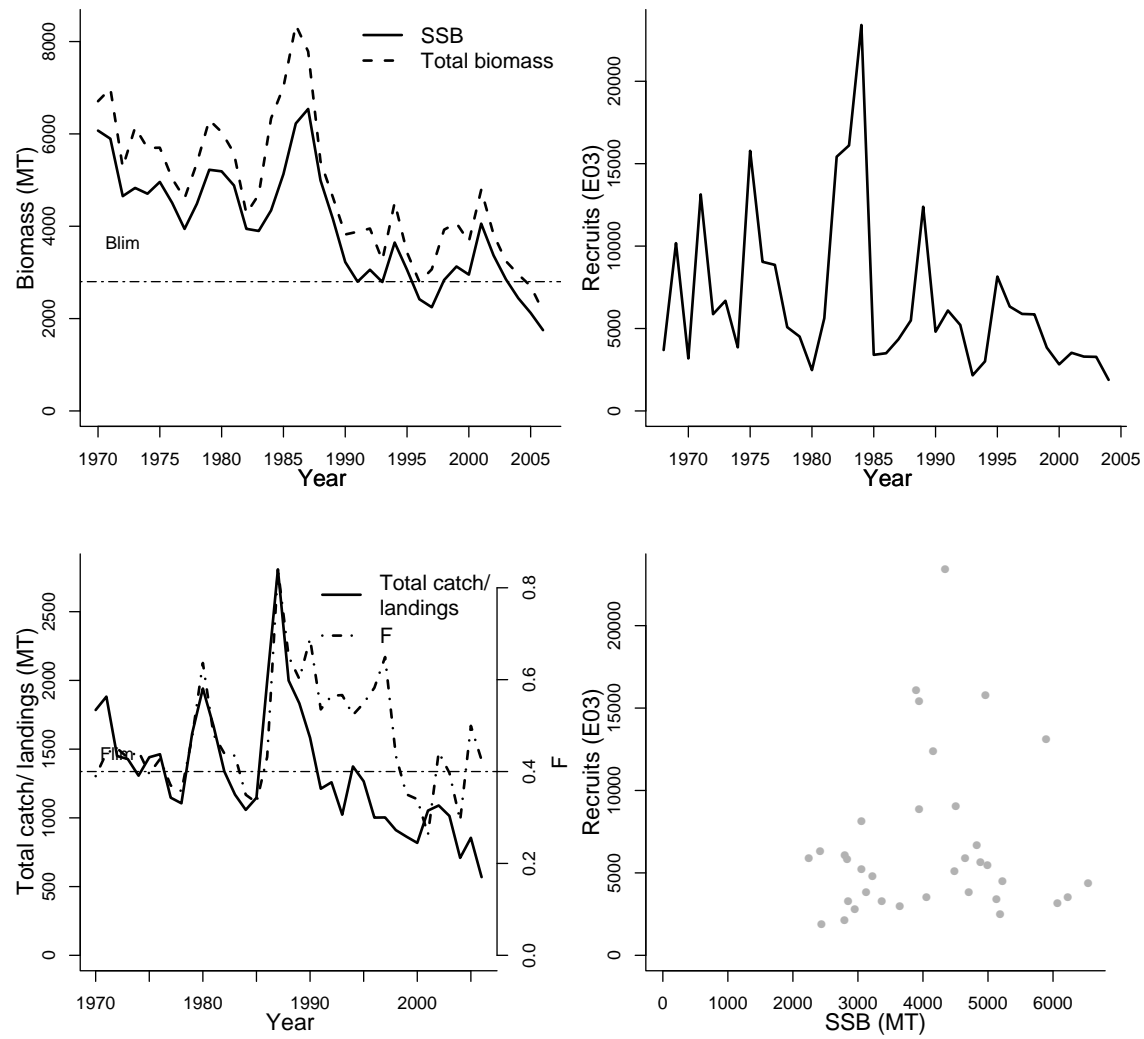 0 2000 4000 6000 8000
Biomass (MT)
SSB
Total biomass
Blim
1970 1975 1980 1985 1990 1995 2000 2005
Year
0 5000 10000 15000 20000
Recruits (E03)
1970 1975 1980 1985 1990 1995 2000 2005
Year
0 500 1000 1500 2000 2500
Total catch/ landings (MT)
Total catch/
landings
F
Flim
0.0 0.2 0.4 0.6 0.8
F
1970 1980 1990 2000
Year
0 5000 10000 15000 20000
Recruits (E03)
0 1000 2000 3000 4000 5000 6000
SSB (MT)